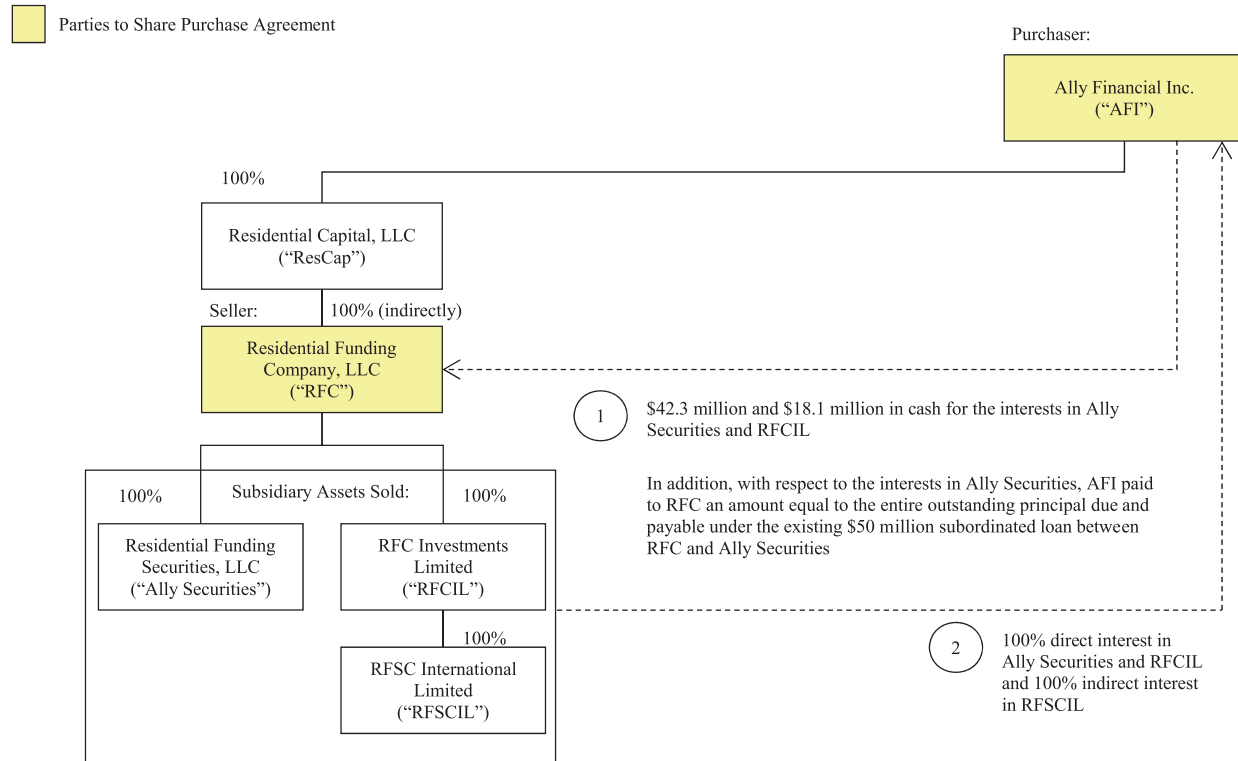 Parties to Share Purchase Agreement
Purchaser:
Ally Financial Inc.
(“AFI”)
100%
Residential Capital, LLC
(“ResCap”)
Seller:
100% (indirectly)
Residential Funding
Company, LLC
(“RFC”)
1
$42.3 million and $18.1 million in cash for the interests in Ally
Securities and RFCIL
In addition, with respect to the interests in Ally Securities, AFI paid
to RFC an amount equal to the entire outstanding principal due and
payable under the existing $50 million subordinated loan between
RFC and Ally Securities
100%
Subsidiary Assets Sold:
100%
Residential Funding
Securities, LLC
(“Ally Securities”)
RFC Investments
Limited
(“RFCIL”)
100%
RFSC International
Limited
(“RFSCIL”)
2
100% direct interest in
Ally Securities and RFCIL
and 100% indirect interest
in RFSCIL